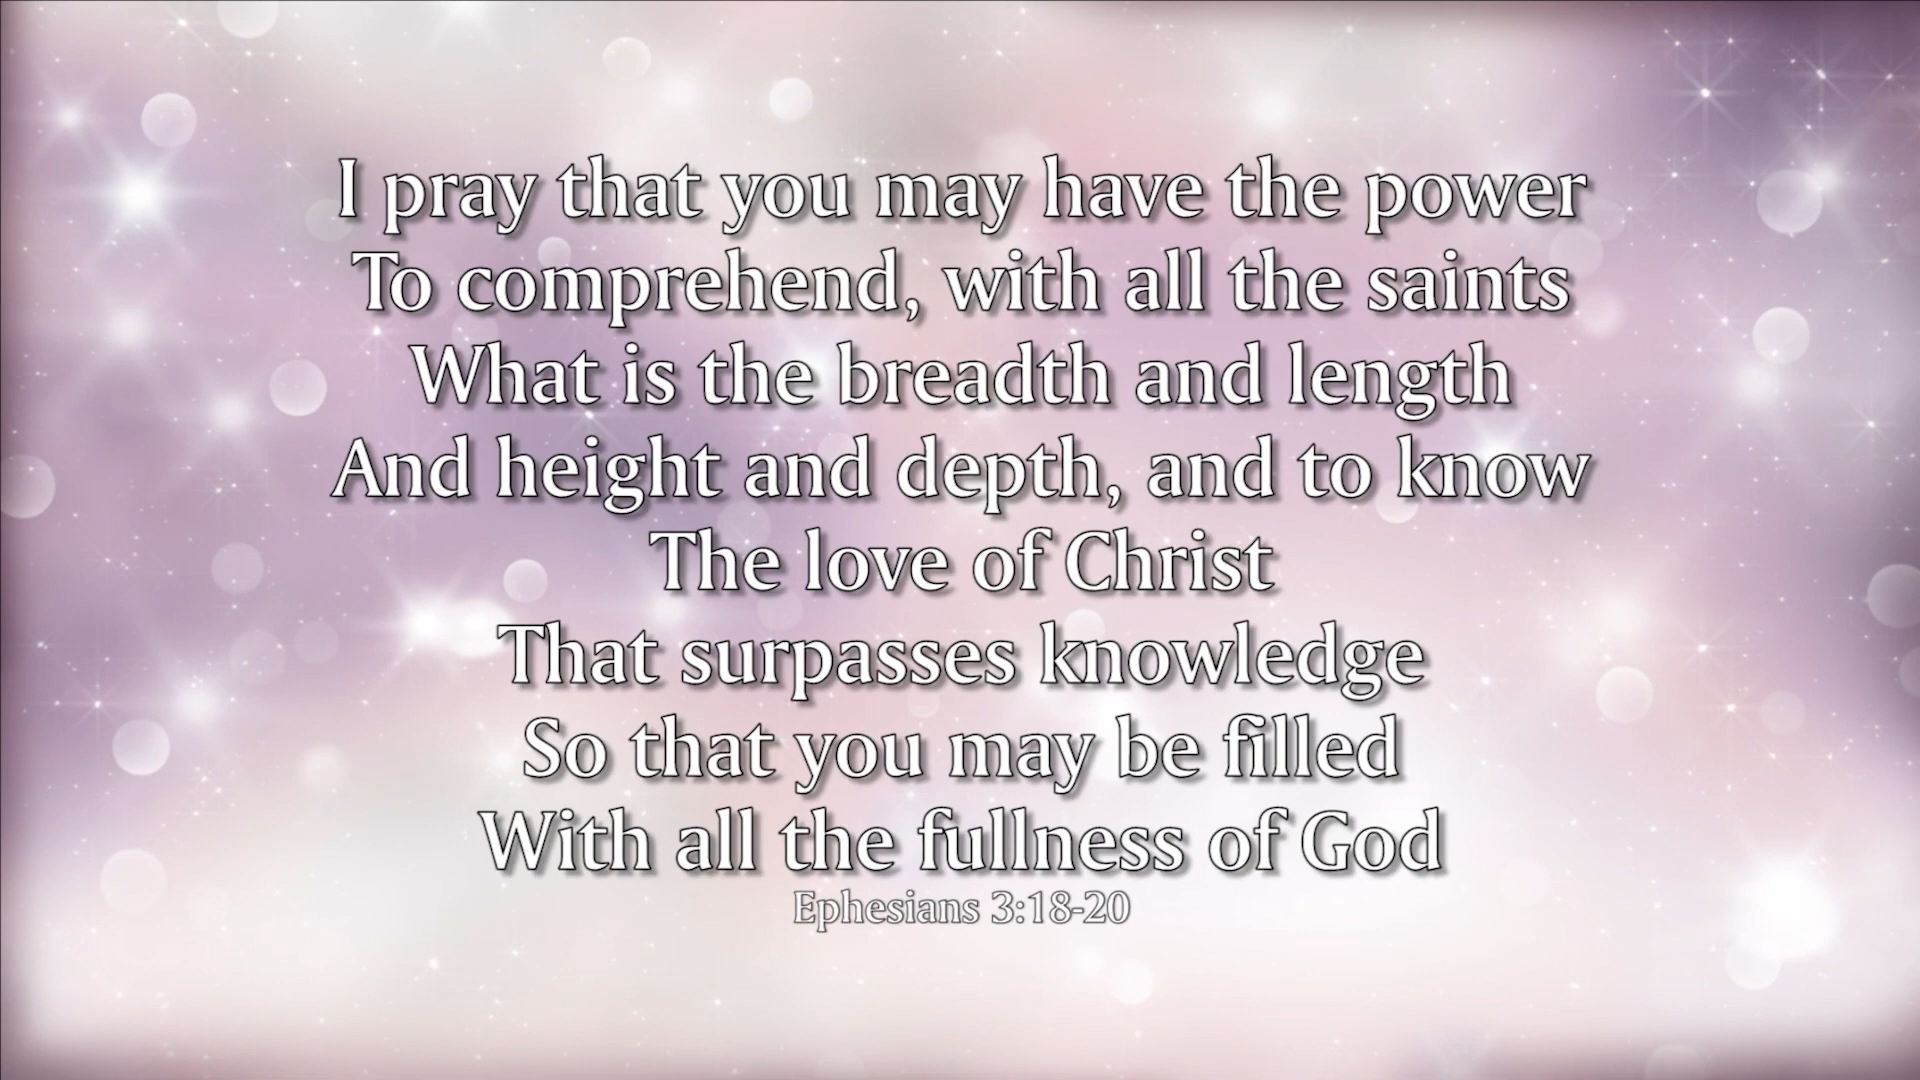 I pray that you may have the power
To comprehend, with all the saints
What is the breadth and length
And height and depth, and to know
The love of Christ
That surpasses knowledge
So that you may be filled
With all the fullness of God
Ephesians 3:18-20